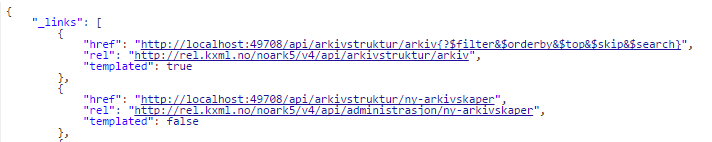 {
"_links": [
{
"href": "http://localhost:49708/api/arkivstruktur/arkiv{?$filter&$orderby&$top&$skip&$search}",
"rel": "http://rel.kxml.no/noark5/v4/api/arkivstruktur/arkiv",
"templated": true
},
{
"href": "http://localhost:49708/api/arkivstruktur/ny-arkivskaper",
"rel": "http://rel.kxml.no/noark5/v4/api/administrasjon/ny-arkivskaper",
"templated": false
},